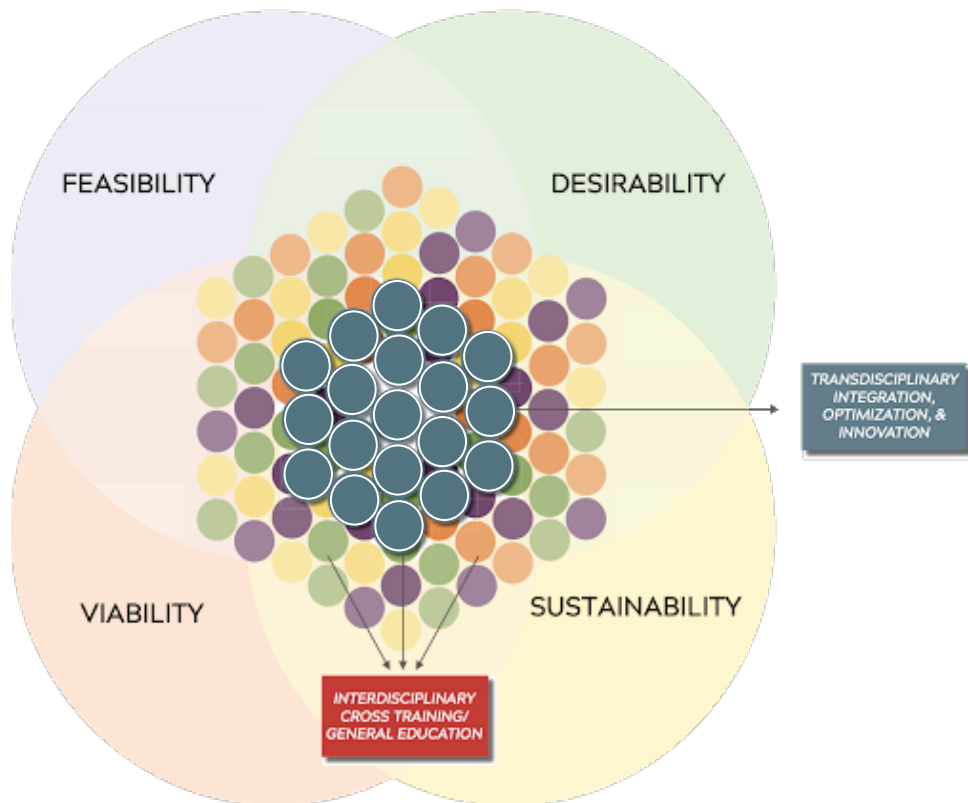 FEASIBILITY
DESIRABILITY
TRANSDISCIPLINARY
INTEGRATION,
OPTIMIZATION, &
INNOVATION
VIABILITY
SUSTAINABILITY
INTERDISCIPLINARY
CROSS TRAINING/
GENERAL EDUCATION